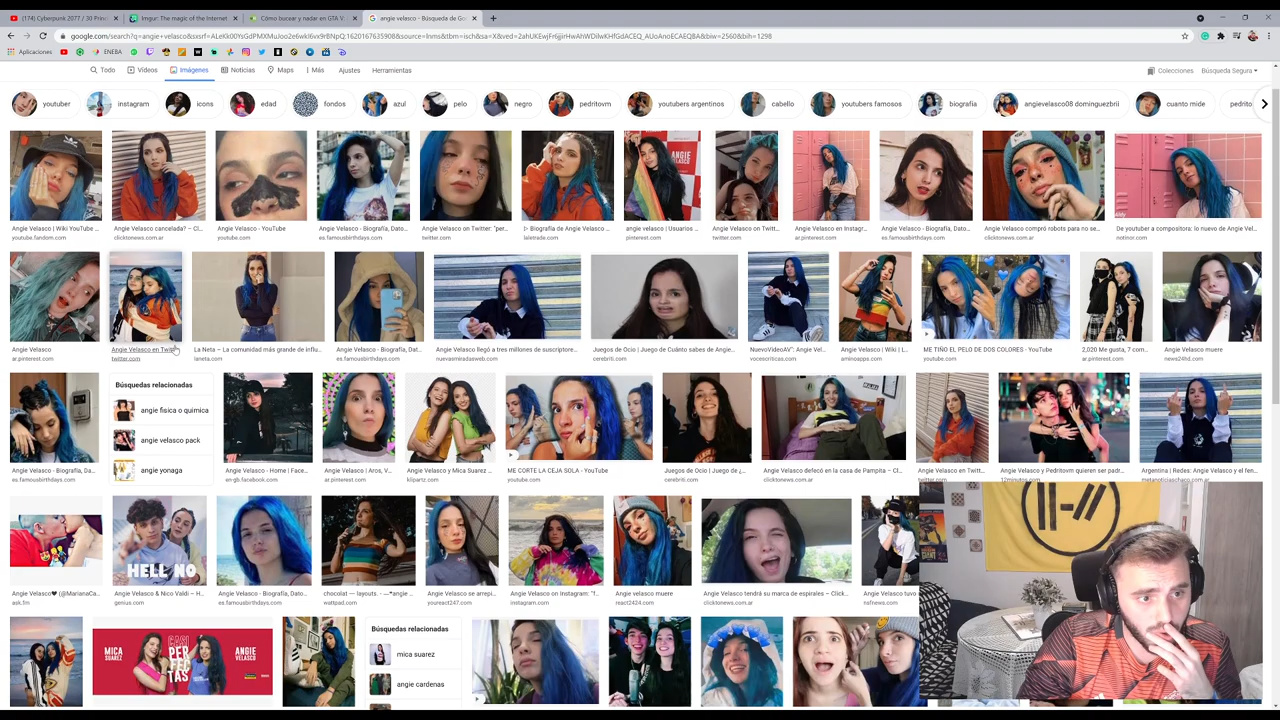 (174) Cyberpunk 2077 / 30 Princi
Imgur: The magic of the Internet
Cómo bucear y nadar en GTA V
angie velasco - Búsqueda de Go
Aplicaciones
ENEBA
Todo
Vídeos
Imágenes
Noticias
Maps
Más
Ajustes
Herramientas
Colecciones
Búsqueda Segura
youtuber
instagram
icons
edad
fondos
azul
pelo
negro
pedritovm
youtubers argentinos
cabello
youtubers famosos
biografia
angievelasco08 dominguezbrii
cuanto mide
pedrito
ANGIE
VELASCO
Angie Velasco | Wiki YouTube ...
youtube.fandom.com
Angie Velasco cancelada? – Cl...
clicktonews.com.ar
Angie Velasco - YouTube
youtube.com
Angie Velasco - Biografía, Dato...
es.famousbirthdays.com
Angie Velasco on Twitter: "per...
twitter.com
▷ Biografía de Angie Velasco ...
laletrade.com
angie velasco | Usuarios ...
pinterest.com
Angie Velasco on Twitt...
twitter.com
Angie Velasco en Instagr...
ar.pinterest.com
Angie Velasco - Biografía, Dato...
es.famousbirthdays.com
Angie Velasco compró robots para no se...
clicktonews.com.ar
De youtuber a compositora: lo nuevo de Angie Vel...
notinor.com
Angie Velasco
ar.pinterest.com
Angie Velasco en Twitt
twitter.com
La Neta – La comunidad más grande de influ...
laneta.com
Angie Velasco - Biografía, Dat...
es.famousbirthdays.com
Angie Velasco llegó a tres millones de suscriptore...
nuevasmiradasweb.com
Juegos de Ocio | Juego de Cuánto sabes de Angie...
cerebriti.com
NuevoVideoAV": Angie Vel...
vocescriticas.com
Angie Velasco | Wiki | L...
aminoapps.com
ME TIÑO EL PELO DE DOS COLORES - YouTube
youtube.com
2,020 Me gusta, 7 com...
ar.pinterest.com
Angie Velasco muere
news24hd.com
Búsquedas relacionadas
angie fisica o quimica
angie velasco pack
angie yonaga
Angie Velasco - Biografía, Dato...
es.famousbirthdays.com
Angie Velasco - Home | Face...
en-gb.facebook.com
Angie Velasco | Aros, V...
ar.pinterest.com
Angie Velasco y Mica Suarez ...
klipartz.com
ME CORTE LA CEJA SOLA - YouTube
youtube.com
Juegos de Ocio | Juego de ¿...
cerebriti.com
Angie Velasco defecó en la casa de Pampita – Cl...
clicktonews.com.ar
Angie Velasco en Twitt...
twitter.com
Angie Velasco y Pedritovm quieren ser padr...
12minutos.com
Argentina | Redes: Angie Velasco y el fen...
metanoticiaschaco.com.ar
HELL NO
Angie Velasco❤ (@MarianaCa...
ask.fm
Angie Velasco & Nico Valdi – H...
genius.com
Angie Velasco - Biografía, Dato...
es.famousbirthdays.com
chocolat — layouts. - —❝angie ...
wattpad.com
Angie Velasco se arrepi...
youreact247.com
Angie Velasco on Instagram: "f...
instagram.com
angie velasco muere
react2424.com
Angie Velasco tendrá su marca de espirales – Click...
clicktonews.com.ar
Angie Velasco tuvo
nsfnews.com
MICA
SUAREZ
CASI
PERFEC
TAS
ANGIE
VELASCO
Búsquedas relacionadas
mica suarez
angie cardenas